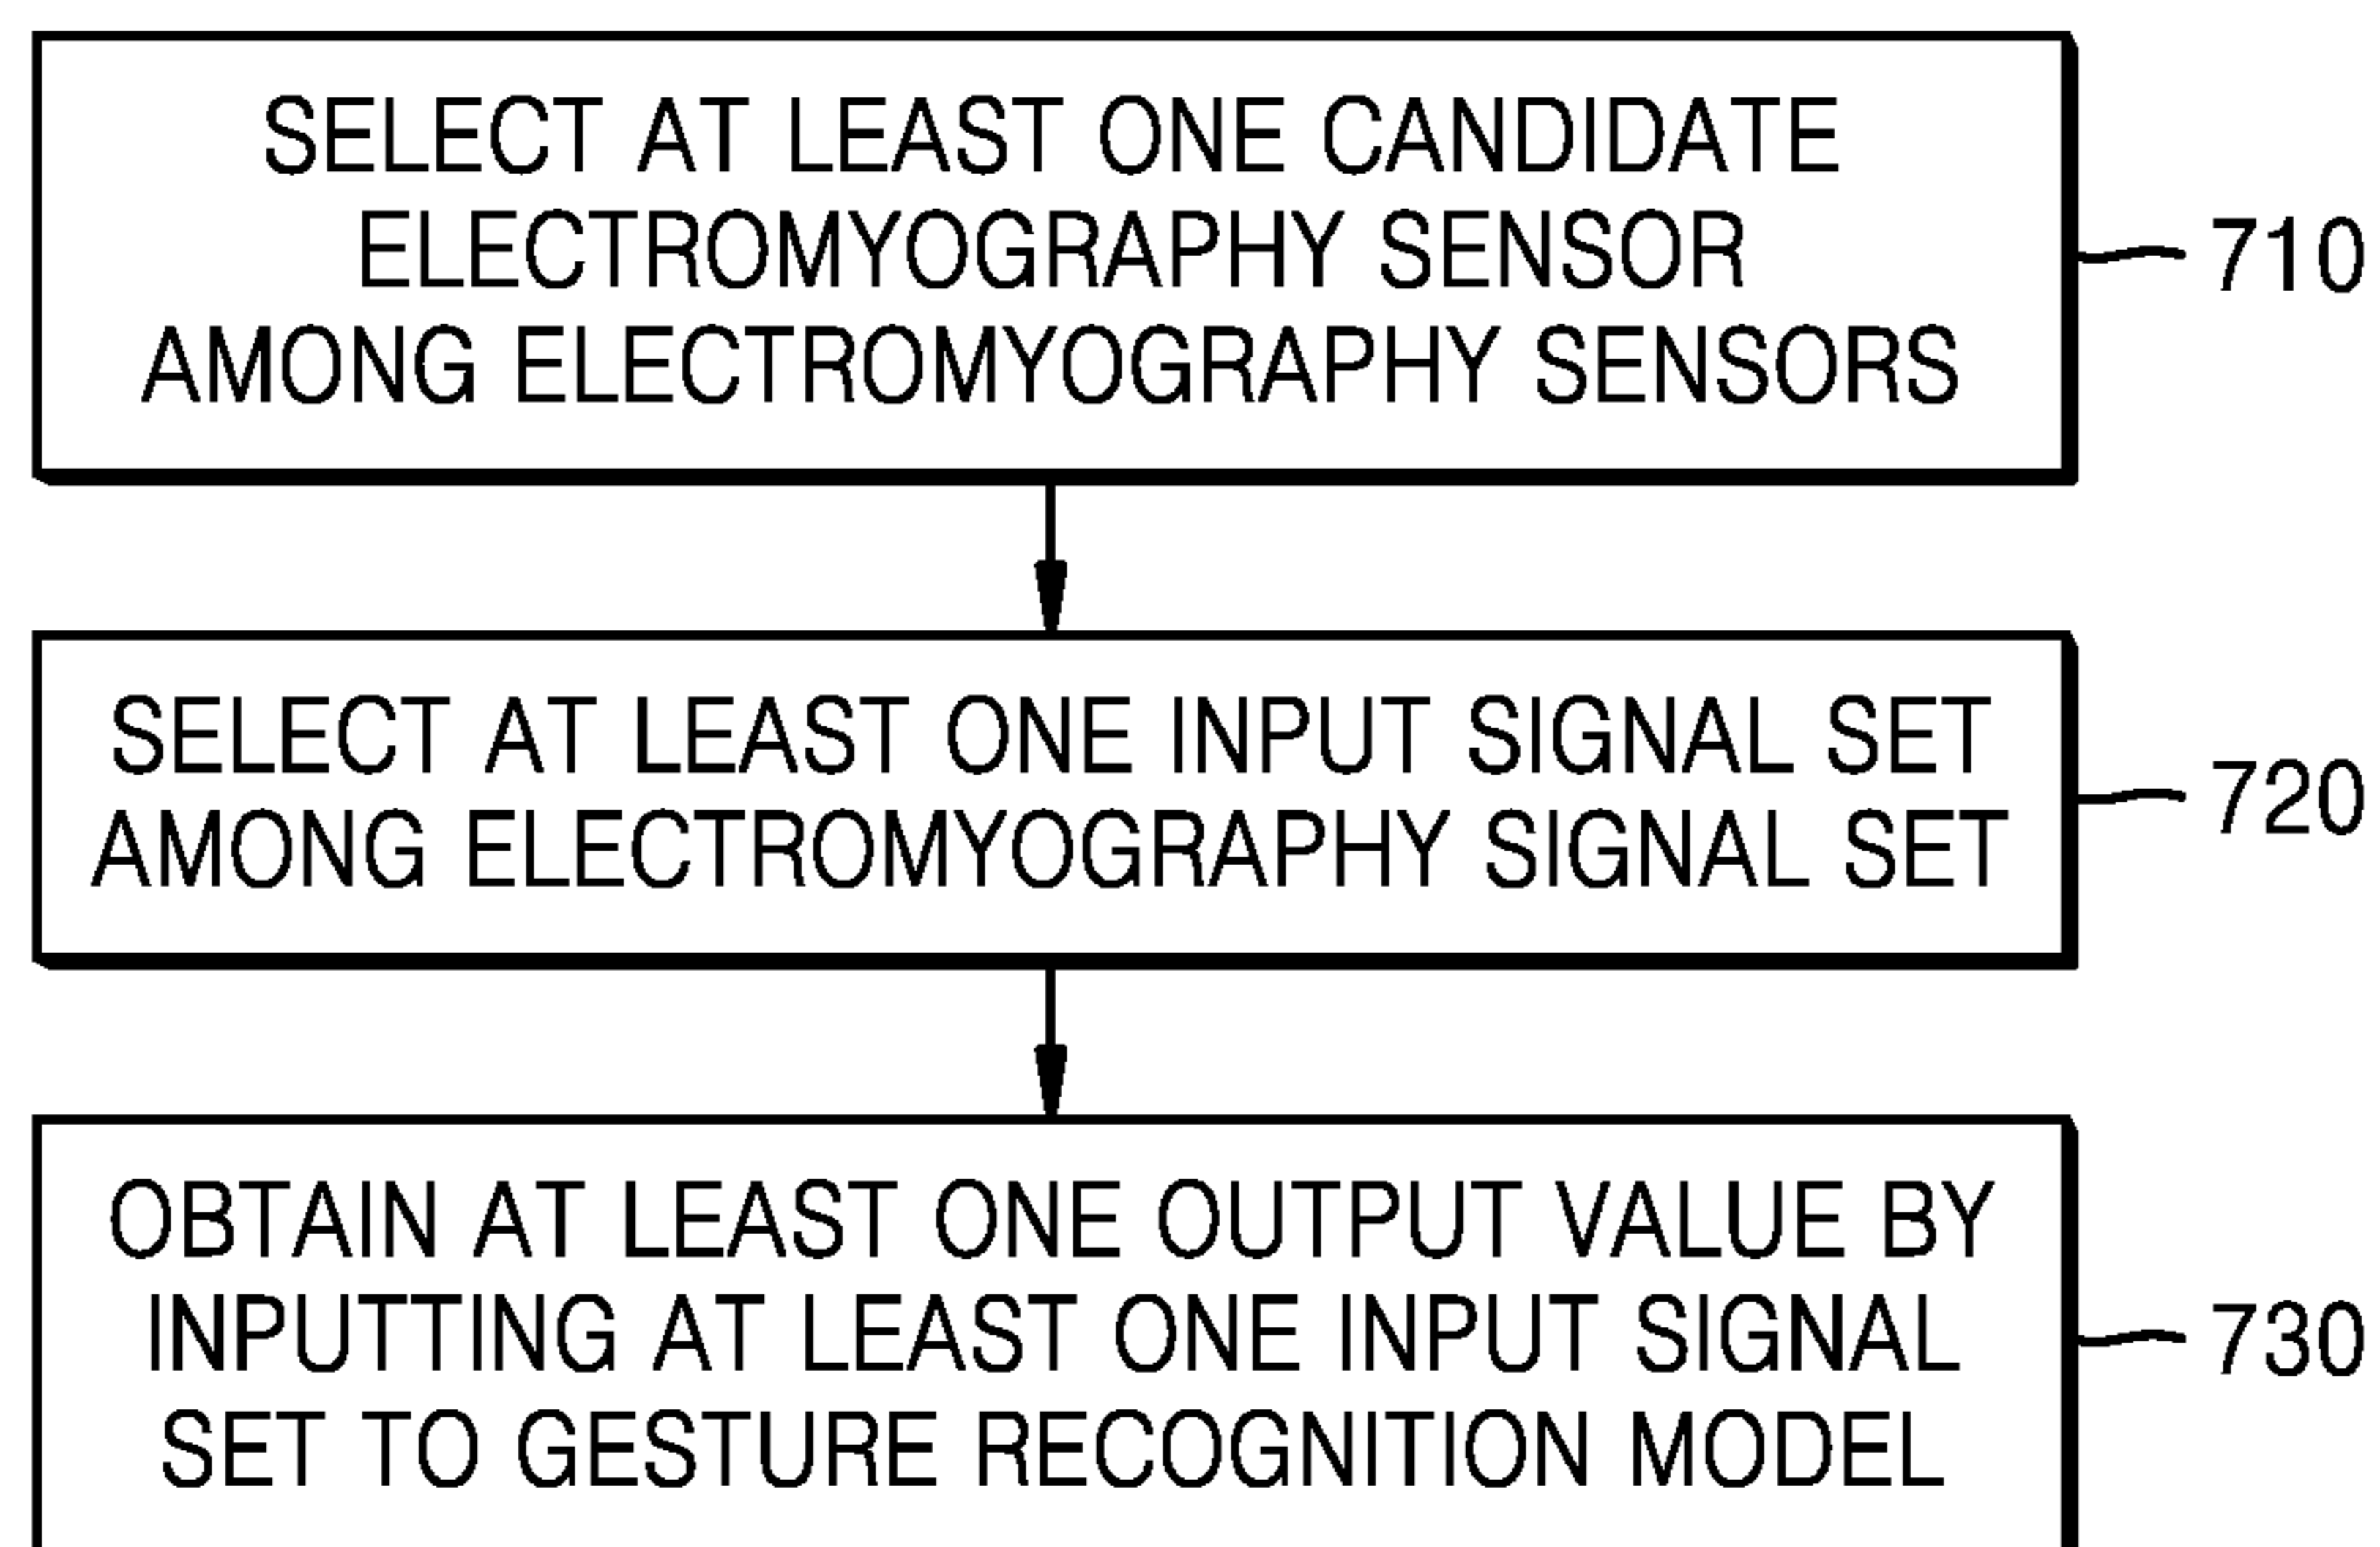 SELECT AT LEAST ONE CANDIDATE
ELECTROMYOGRAPHY SENSOR
AMONG ELECTROMYOGRAPHY SENSORS
710
SELECT AT LEAST ONE INPUT SIGNAL SET
AMONG ELECTROMYOGRAPHY SIGNAL SET
720
OBTAIN AT LEAST ONE OUTPUT VALUE BY
INPUTTING AT LEAST ONE INPUT SIGNAL
SET TO GESTURE RECOGNITION MODEL
730